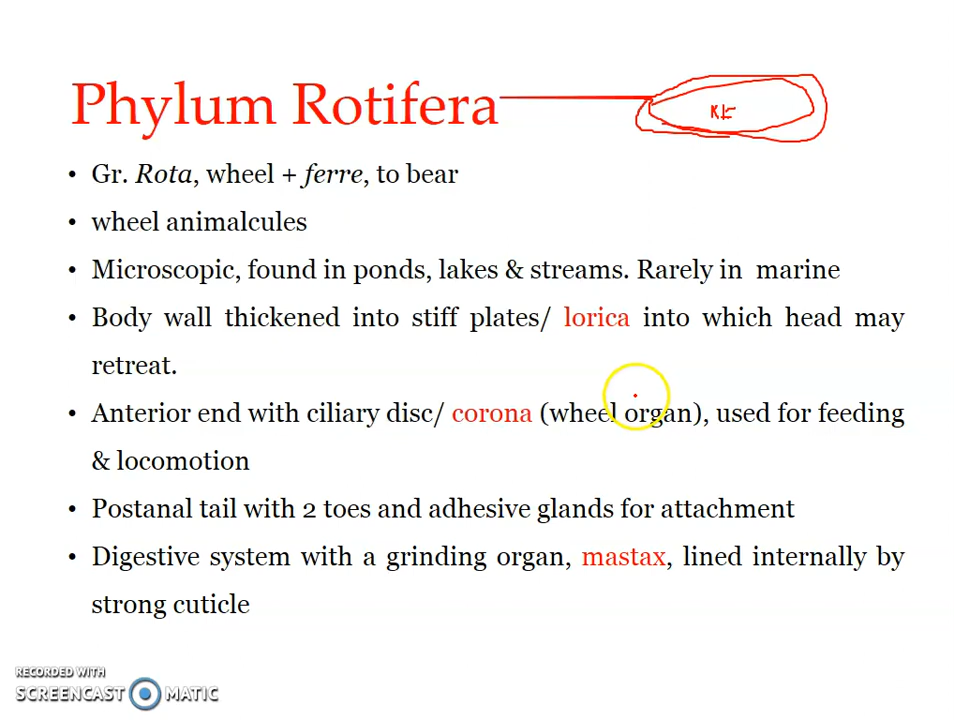 Phylum Rotifera
• Gr. Rota, wheel + ferre, to bear
• wheel animalcules
• Microscopic, found in ponds, lakes & streams. Rarely in marine
• Body wall thickened into stiff plates/ lorica into which head may
retreat.
• Anterior end with ciliary disc/ corona (wheel organ), used for feeding
& locomotion
• Postanal tail with 2 toes and adhesive glands for attachment
• Digestive system with a grinding organ, mastax, lined internally by
strong cuticle
RECORDED WITH
SCREENCAST MATIC